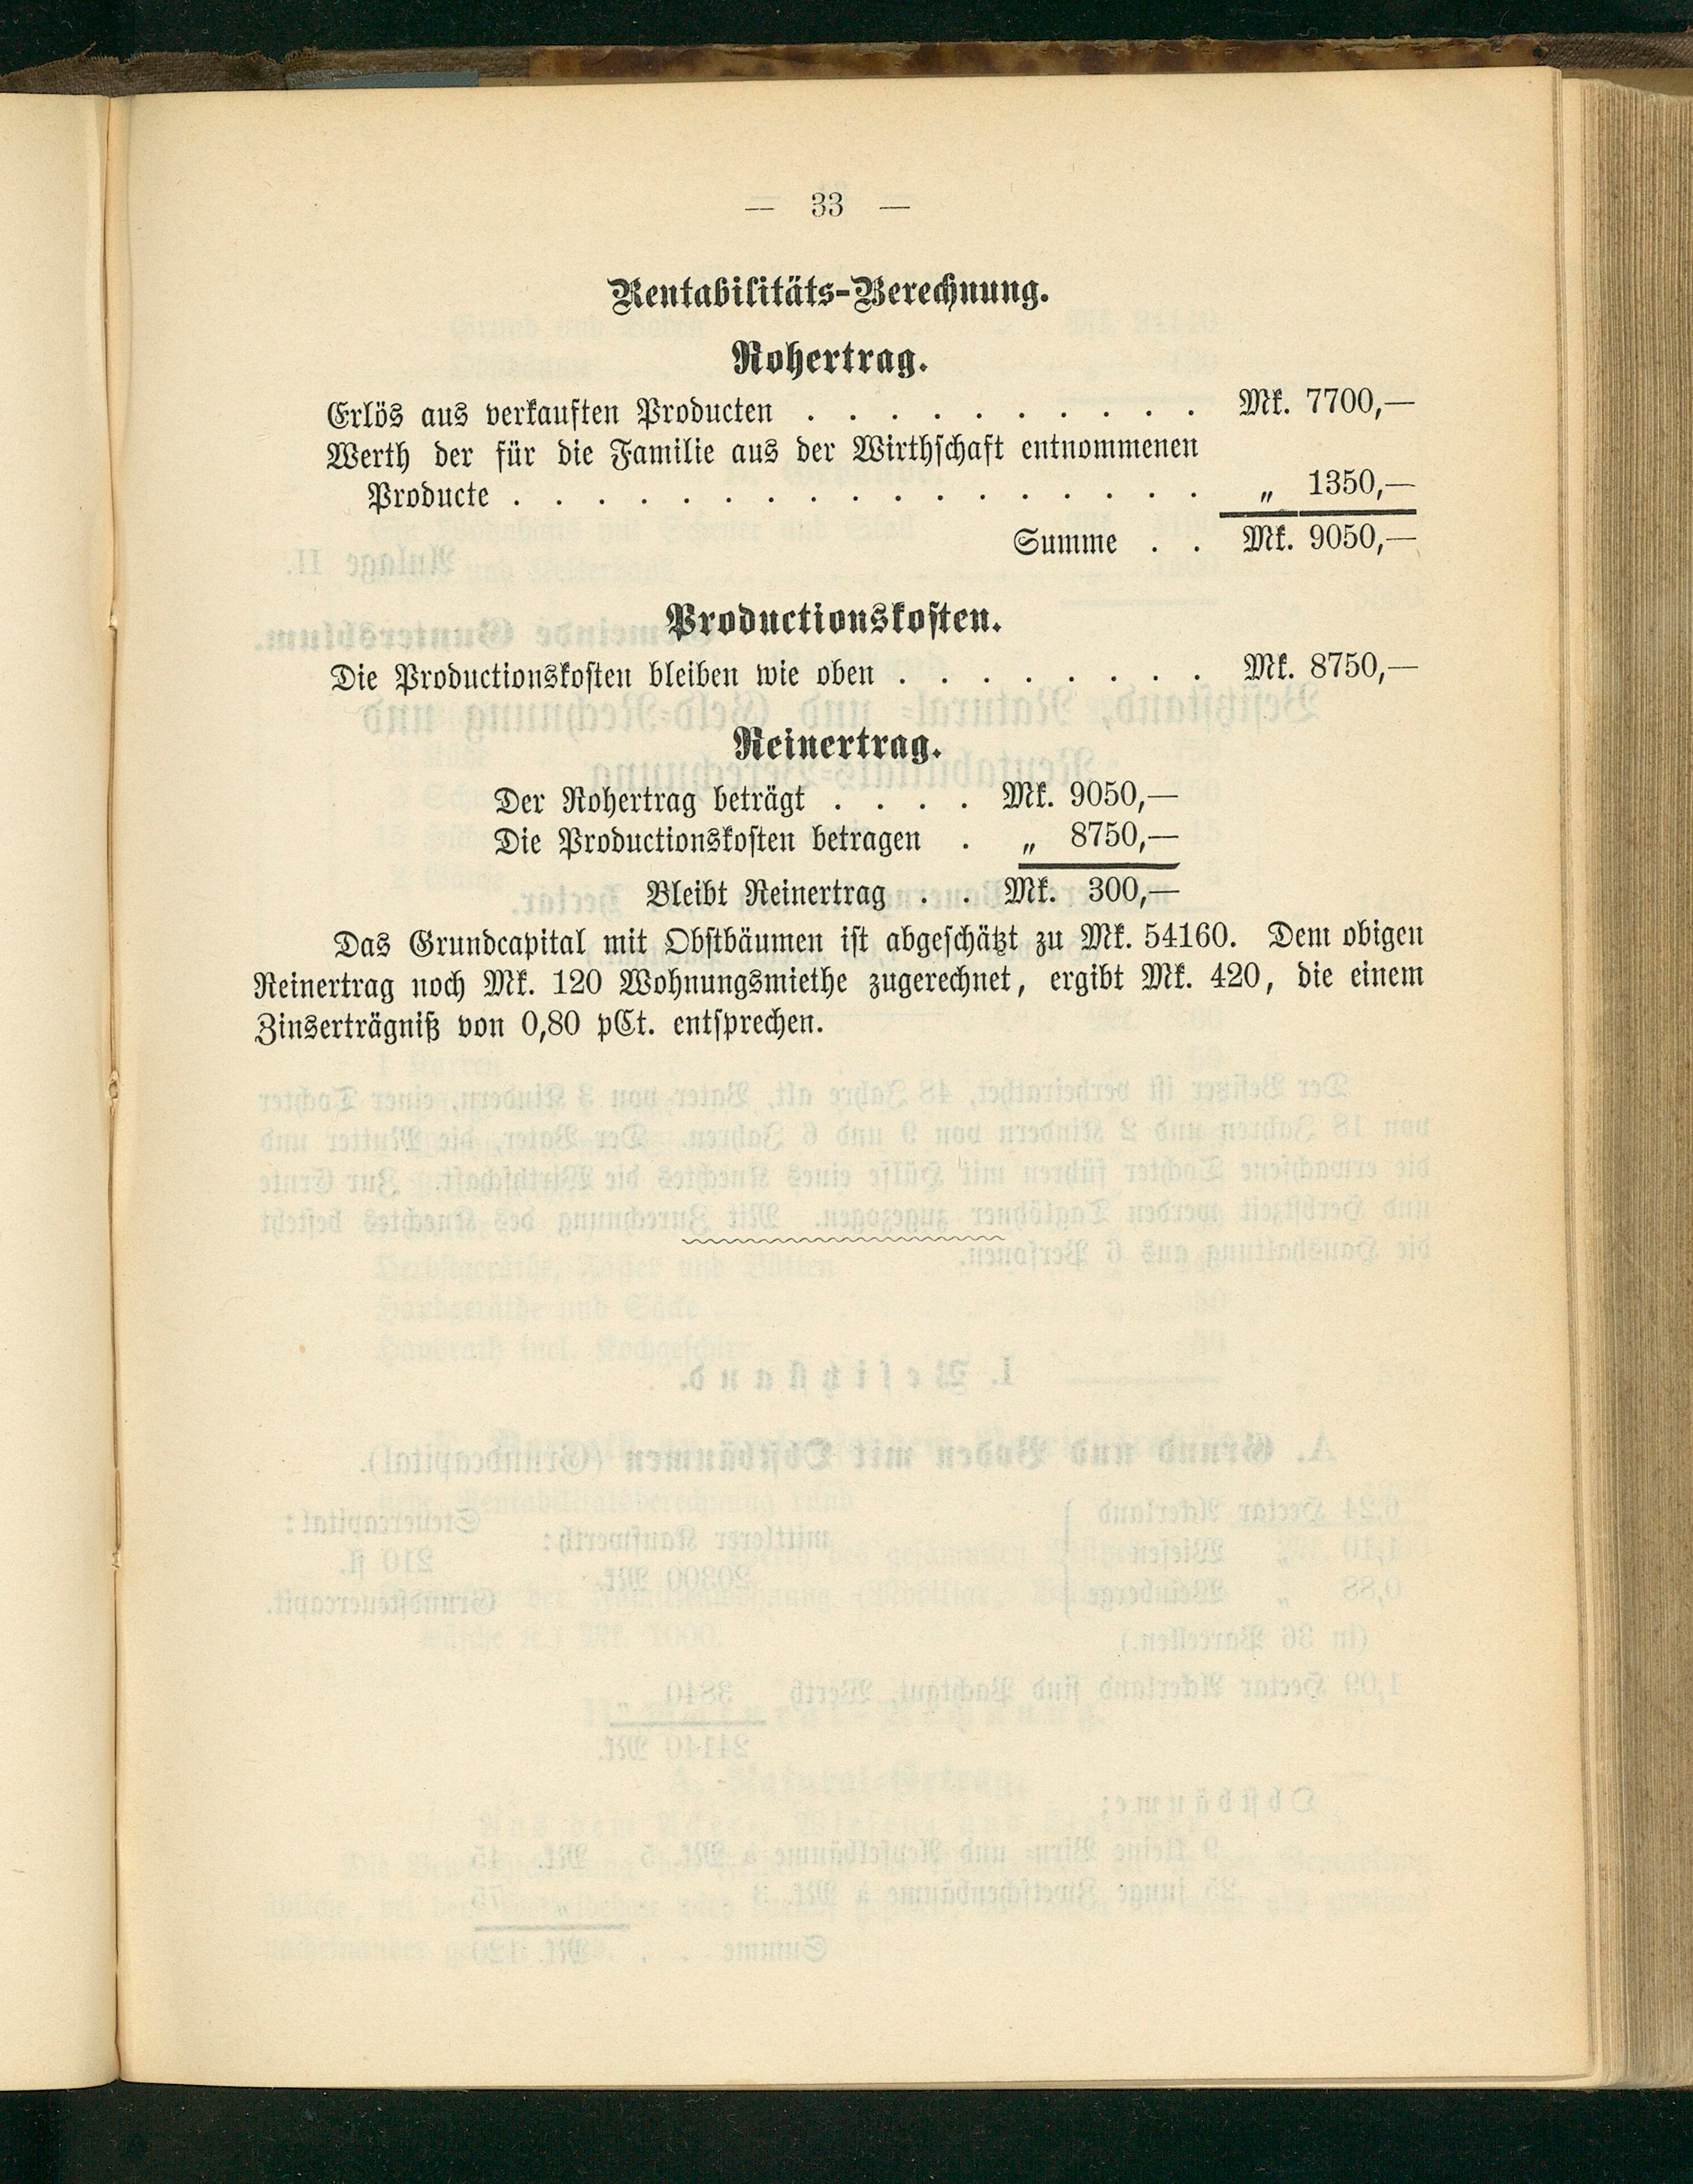 — 33 —
Rentabilitäts-Berechnung.
Rohertrag.
Erlös aus verkauften Producten . . . . . . . . . . Mk. 7700,—
Werth der für die Familie aus der Wirthschaft entnommenen
Producte . . . . . . . . . . . . . . . . . „ 1350,—
Summe . . Mk. 9050,—
Productionskosten.
Die Productionskosten bleiben wie oben . . . . . . . . Mk. 8750,—
Reinertrag.
Der Rohertrag beträgt . . . . Mk. 9050,—
Die Productionskosten betragen . „ 8750,—
Bleibt Reinertrag . . Mk. 300,—
Das Grundcapital mit Obstbäumen ist abgeschätzt zu Mk. 54160. Dem obigen
Reinertrag noch Mk. 120 Wohnungsmiethe zugerechnet, ergibt Mk. 420, die einem
Zinserträgniß von 0,80 pCt. entsprechen.